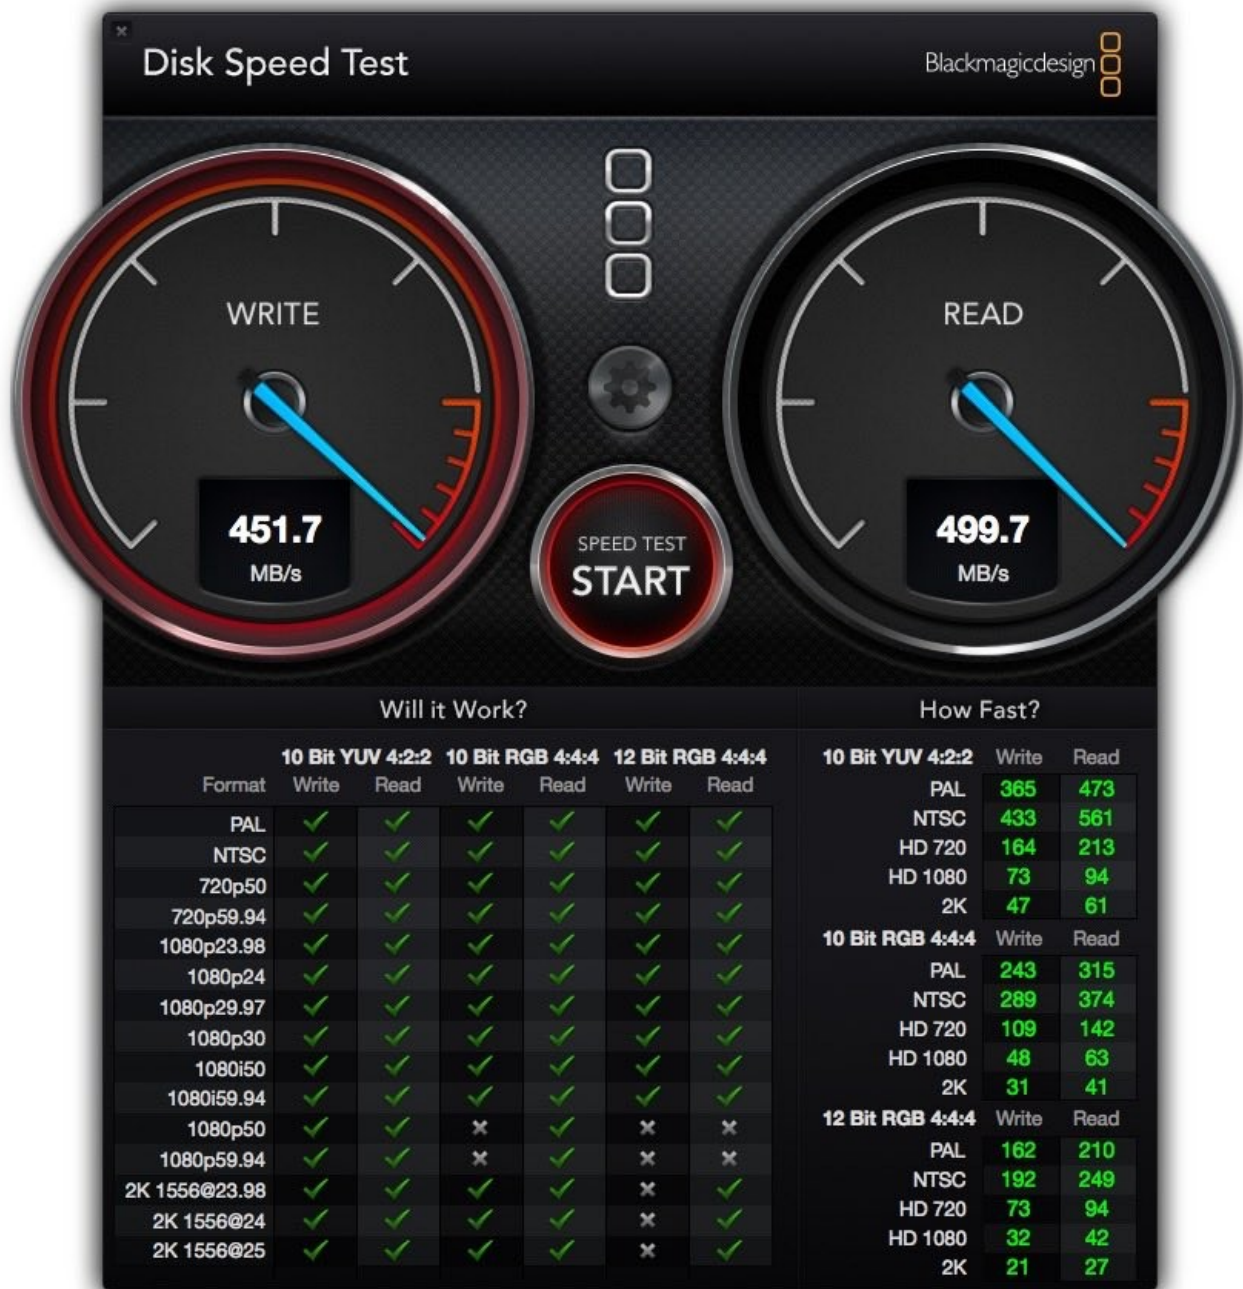 Disk Speed Test
Blackmagicdesign
WRITE
READ
451.7
MB/s
499.7
MB/s
SPEED TEST
START
Will it Work?
10 Bit YUV 4:2:2 10 Bit RGB 4:4:4 12 Bit RGB 4:4:4
Format Write Read Write Read Write Read
PAL ✓ ✓ ✓ ✓ ✓ ✓
NTSC ✓ ✓ ✓ ✓ ✓ ✓
720p50 ✓ ✓ ✓ ✓ ✓ ✓
720p59.94 ✓ ✓ ✓ ✓ ✓ ✓
1080p23.98 ✓ ✓ ✓ ✓ ✓ ✓
1080p24 ✓ ✓ ✓ ✓ ✓ ✓
1080p29.97 ✓ ✓ ✓ ✓ ✓ ✓
1080p30 ✓ ✓ ✓ ✓ ✓ ✓
1080i50 ✓ ✓ ✓ ✓ ✓ ✓
1080i59.94 ✓ ✓ ✓ ✓ ✓ ✓
1080p50 ✓ ✓ ✗ ✓ ✗ ✗
1080p59.94 ✓ ✓ ✗ ✓ ✗ ✗
2K 1556@23.98 ✓ ✓ ✓ ✓ ✗ ✓
2K 1556@24 ✓ ✓ ✓ ✓ ✗ ✓
2K 1556@25 ✓ ✓ ✓ ✓ ✗ ✓
How Fast?
10 Bit YUV 4:2:2 Write Read
PAL 365 473
NTSC 433 561
HD 720 164 213
HD 1080 73 94
2K 47 61
10 Bit RGB 4:4:4 Write Read
PAL 243 315
NTSC 289 374
HD 720 109 142
HD 1080 48 63
2K 31 41
12 Bit RGB 4:4:4 Write Read
PAL 162 210
NTSC 192 249
HD 720 73 94
HD 1080 32 42
2K 21 27